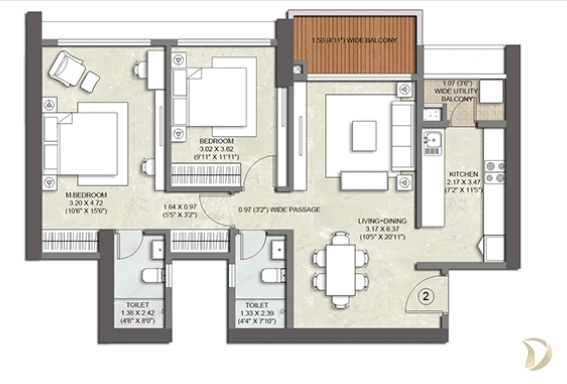 1.50 (4'11") WIDE BALCONY
1.07 (3'6")
WIDE UTILITY
BALCONY
BEDROOM
3.02 X 3.62
(9'11" X 11'11")
KITCHEN
2.17 X 3.47
(7'2" X 11'5")
M.BEDROOM
3.20 X 4.72
(10'6" X 15'6")
1.64 X 0.97
(5'5" X 3'2")
0.97 (3'2") WIDE PASSAGE
LIVING+DINING
3.17 X 6.37
(10'5" X 20'11")
2
TOILET
1.38 X 2.42
(4'6" X 8'0")
TOILET
1.33 X 2.39
(4'4" X 7'10")